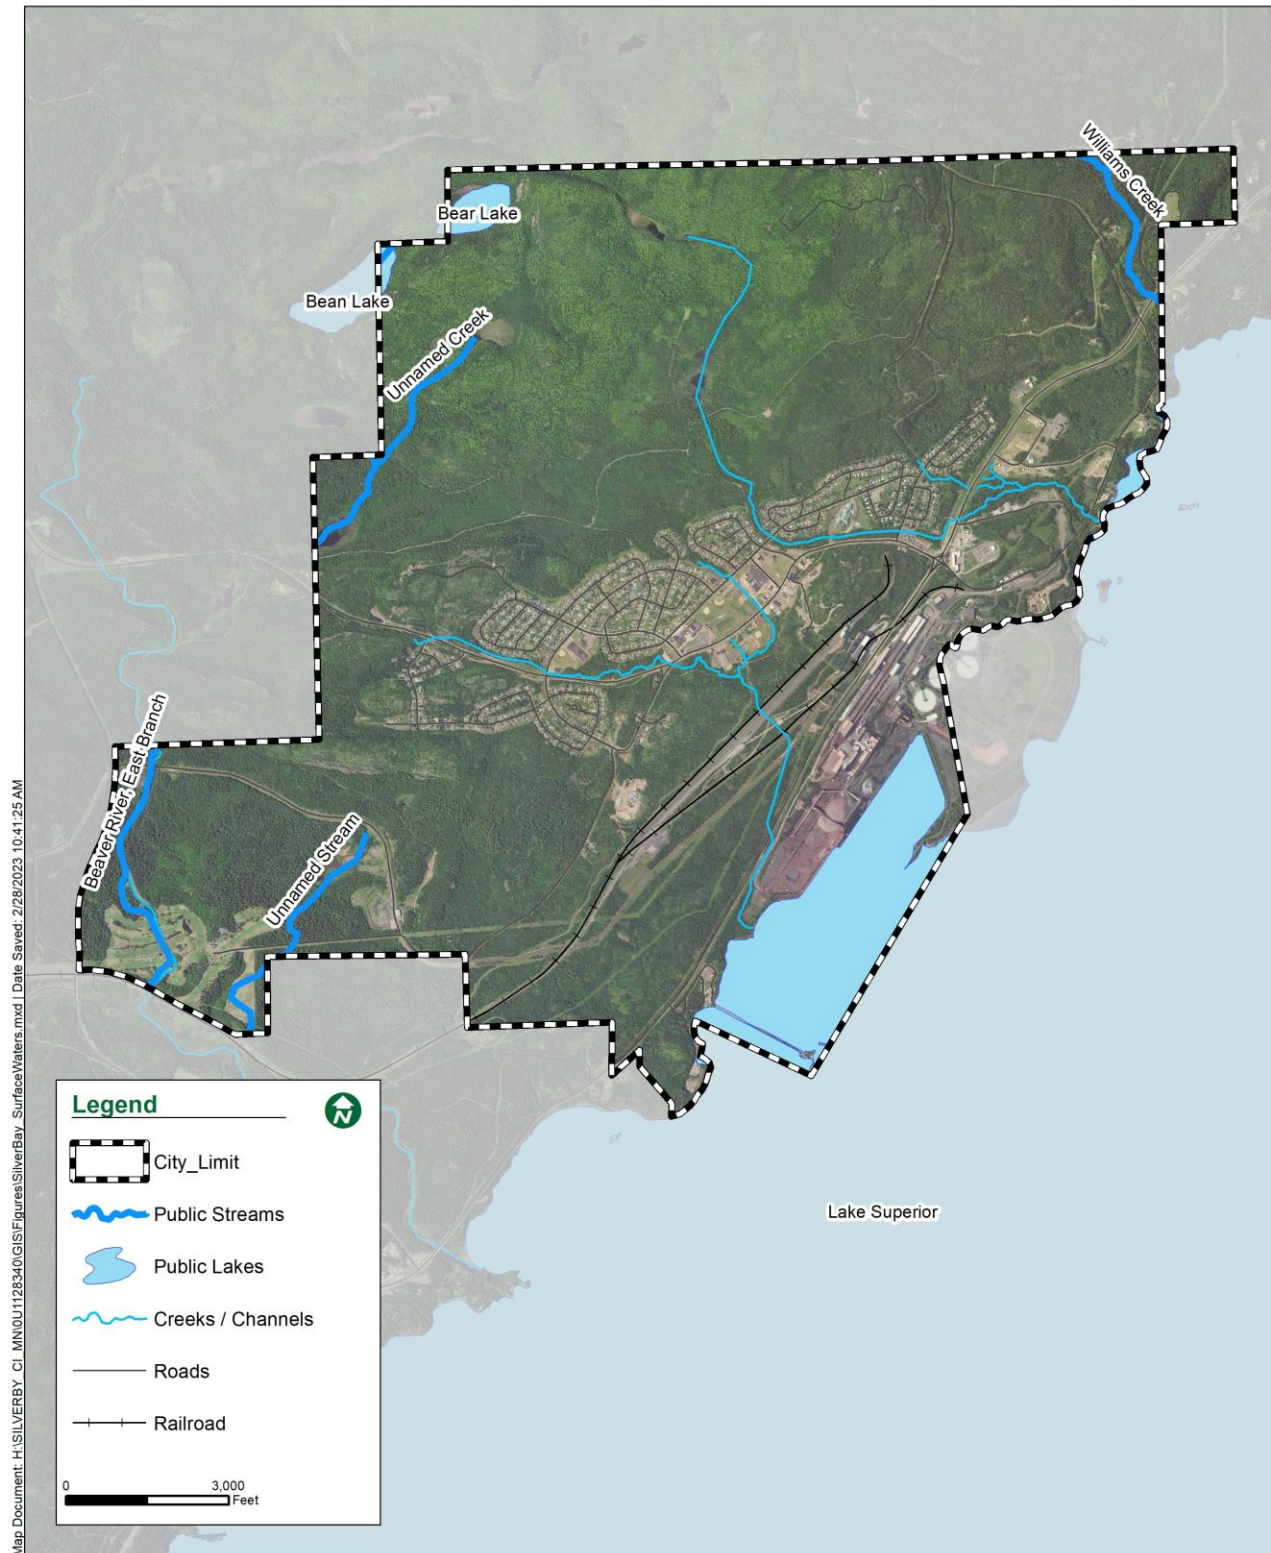 Williams Creek
Bear Lake
Bean Lake
Unnamed Creek
Beaver River, East Branch
Unnamed Stream
Lake Superior
Legend
N
City_Limit
Public Streams
Public Lakes
Creeks / Channels
Roads
Railroad
0 3,000
Feet
Map Document: H:\SILVERBY_CI_MN\0U1128340\GIS\Figures\SilverBay_SurfaceWaters.mxd | Date Saved: 2/28/2023 10:41:25 AM